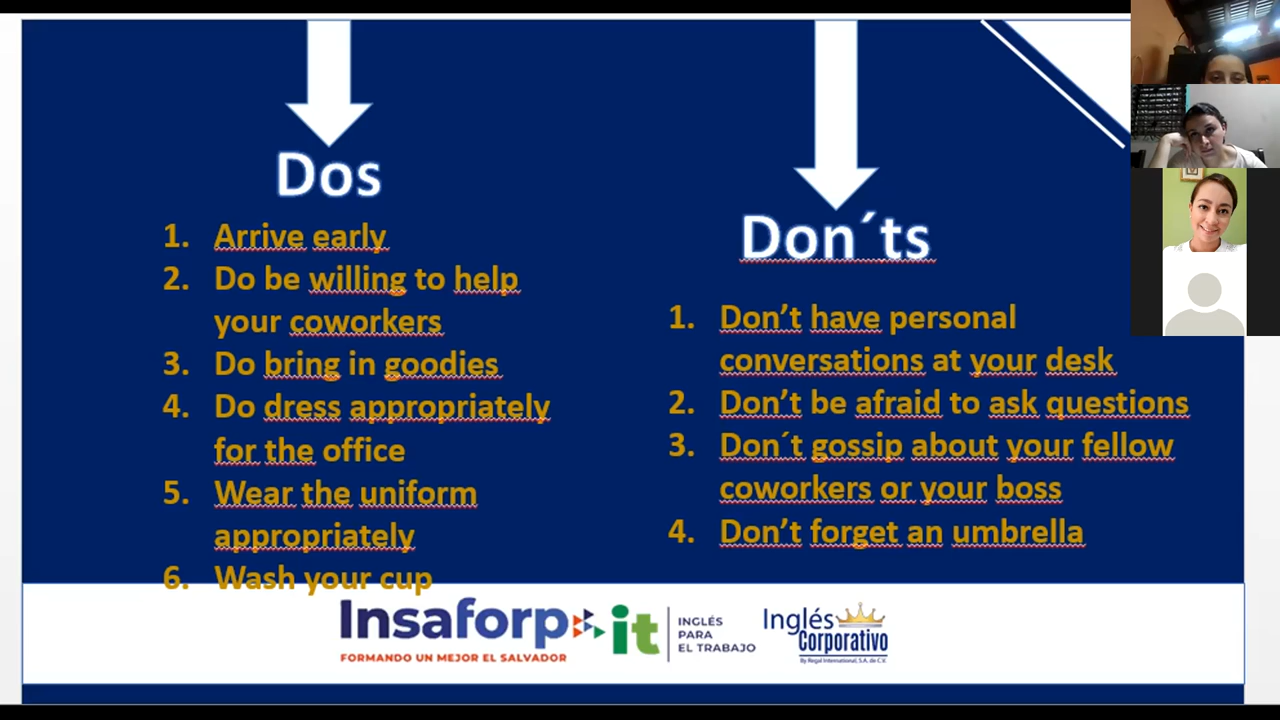 Dos
1. Arrive early
2. Do be willing to help
your coworkers
3. Do bring in goodies
4. Do dress appropriately
for the office
5. Wear the uniform
appropriately
6. Wash your cup
Don´ts
1. Don’t have personal
conversations at your desk
2. Don’t be afraid to ask questions
3. Don´t gossip about your fellow
coworkers or your boss
4. Don’t forget an umbrella
Insaforp
FORMANDO UN MEJOR EL SALVADOR
it
INGLÉS
PARA
EL TRABAJO
Inglés
Corporativo
By Regal International, S.A. de C.V.